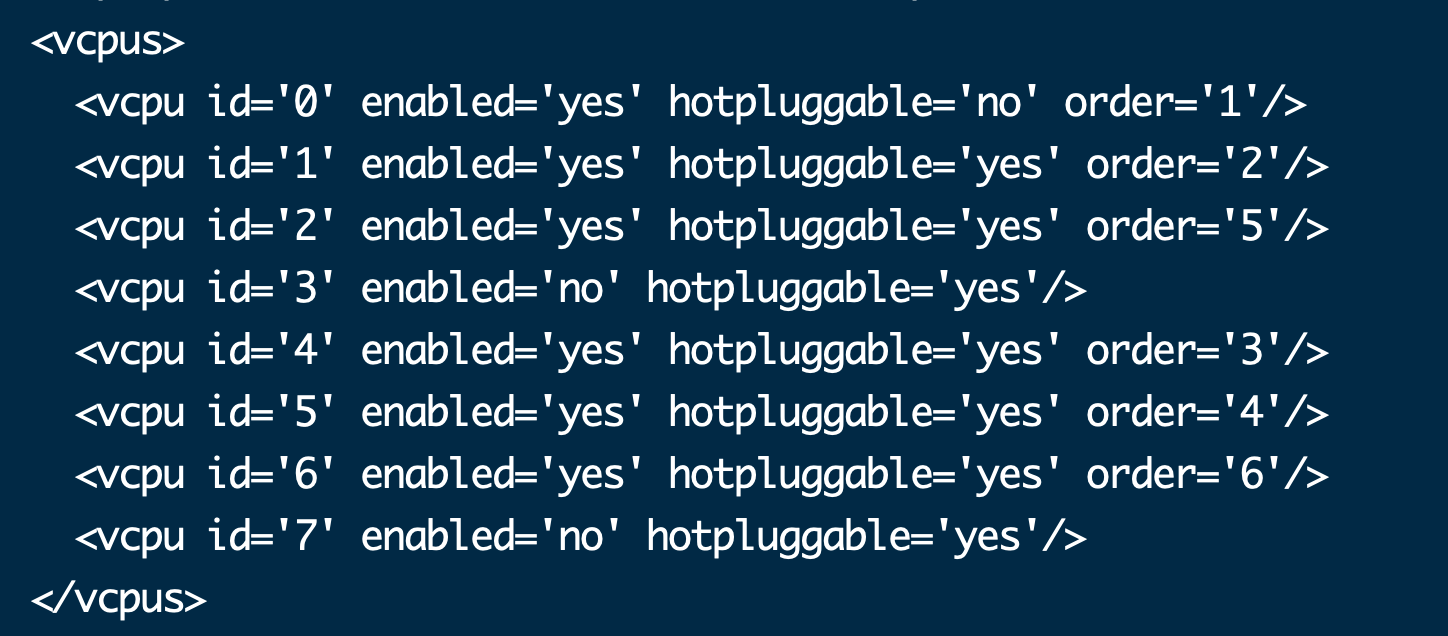 <vcpus>
  <vcpu id='0' enabled='yes' hotpluggable='no' order='1'/>
  <vcpu id='1' enabled='yes' hotpluggable='yes' order='2'/>
  <vcpu id='2' enabled='yes' hotpluggable='yes' order='5'/>
  <vcpu id='3' enabled='no' hotpluggable='yes'/>
  <vcpu id='4' enabled='yes' hotpluggable='yes' order='3'/>
  <vcpu id='5' enabled='yes' hotpluggable='yes' order='4'/>
  <vcpu id='6' enabled='yes' hotpluggable='yes' order='6'/>
  <vcpu id='7' enabled='no' hotpluggable='yes'/>
</vcpus>